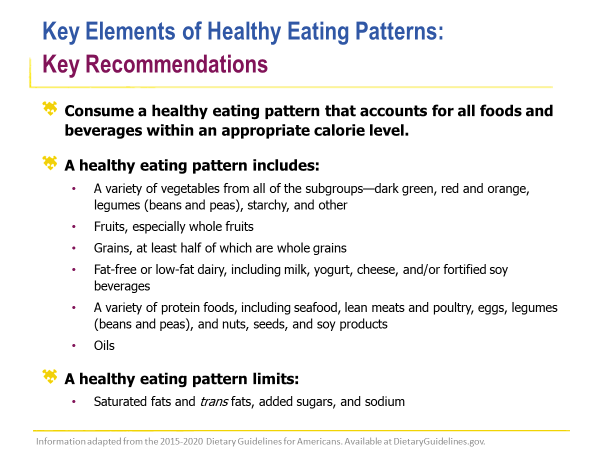 Key Elements of Healthy Eating Patterns:
Key Recommendations
Consume a healthy eating pattern that accounts for all foods and
beverages within an appropriate calorie level.
A healthy eating pattern includes:
• A variety of vegetables from all of the subgroups—dark green, red and orange,
legumes (beans and peas), starchy, and other
• Fruits, especially whole fruits
• Grains, at least half of which are whole grains
• Fat-free or low-fat dairy, including milk, yogurt, cheese, and/or fortified soy
beverages
• A variety of protein foods, including seafood, lean meats and poultry, eggs, legumes
(beans and peas), and nuts, seeds, and soy products
• Oils
A healthy eating pattern limits:
• Saturated fats and trans fats, added sugars, and sodium
Information adapted from the 2015-2020 Dietary Guidelines for Americans. Available at DietaryGuidelines.gov.